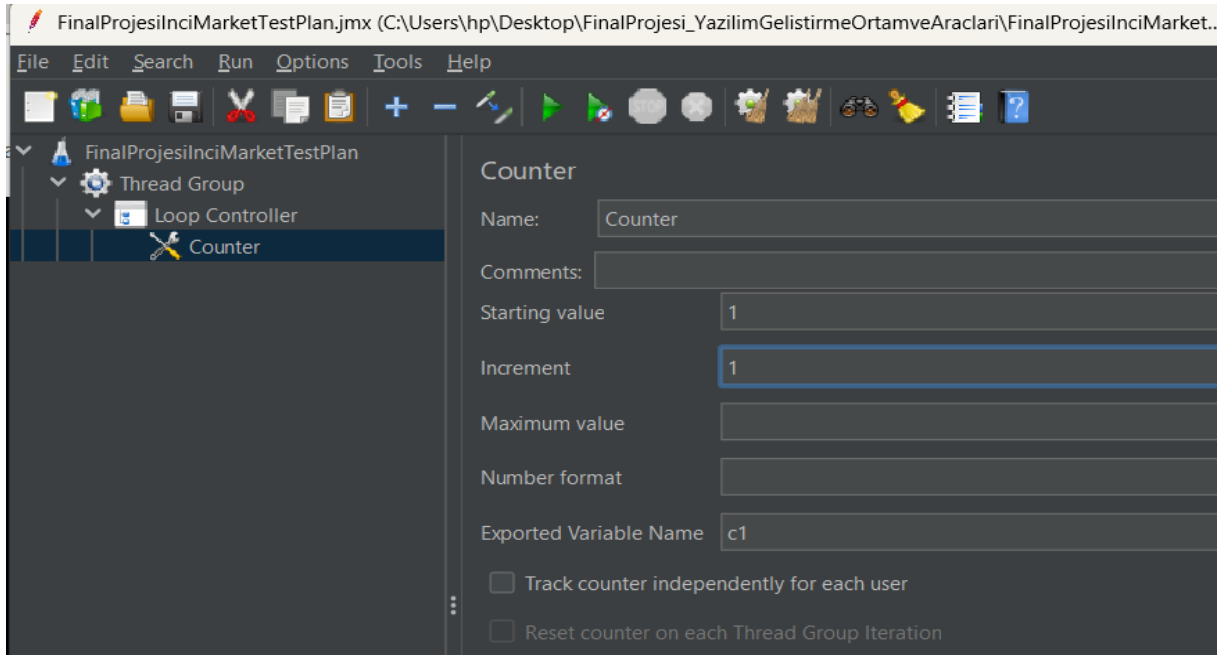 FinalProjesiInciMarketTestPlan.jmx (C:\Users\hp\Desktop\FinalProjesi_YazilimGelistirmeOrtamveAraclari\FinalProjesiInciMarket...
File Edit Search Run Options Tools Help
STOP
FinalProjesiInciMarketTestPlan
Thread Group
Loop Controller
Counter
Counter
Name: Counter
Comments:
Starting value 1
Increment 1
Maximum value
Number format
Exported Variable Name c1
Track counter independently for each user
Reset counter on each Thread Group Iteration